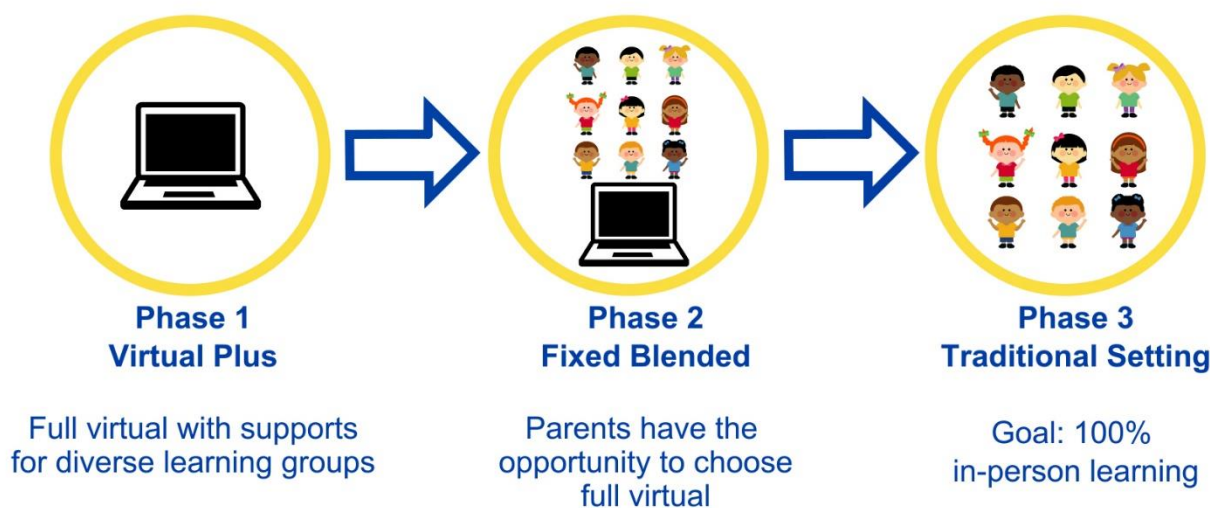 Phase 1
Virtual Plus
Full virtual with supports
for diverse learning groups
Phase 2
Fixed Blended
Parents have the
opportunity to choose
full virtual
Phase 3
Traditional Setting
Goal: 100%
in-person learning